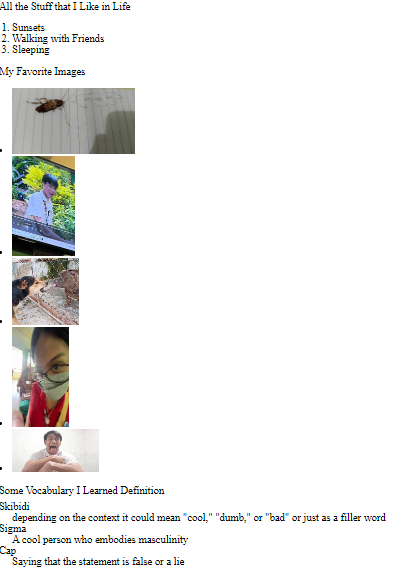 All the Stuff that I Like in Life
1. Sunsets
2. Walking with Friends
3. Sleeping
My Favorite Images
Some Vocabulary I Learned Definition
Skibidi
depending on the context it could mean "cool," "dumb," or "bad" or just as a filler word
Sigma
A cool person who embodies masculinity
Cap
Saying that the statement is false or a lie